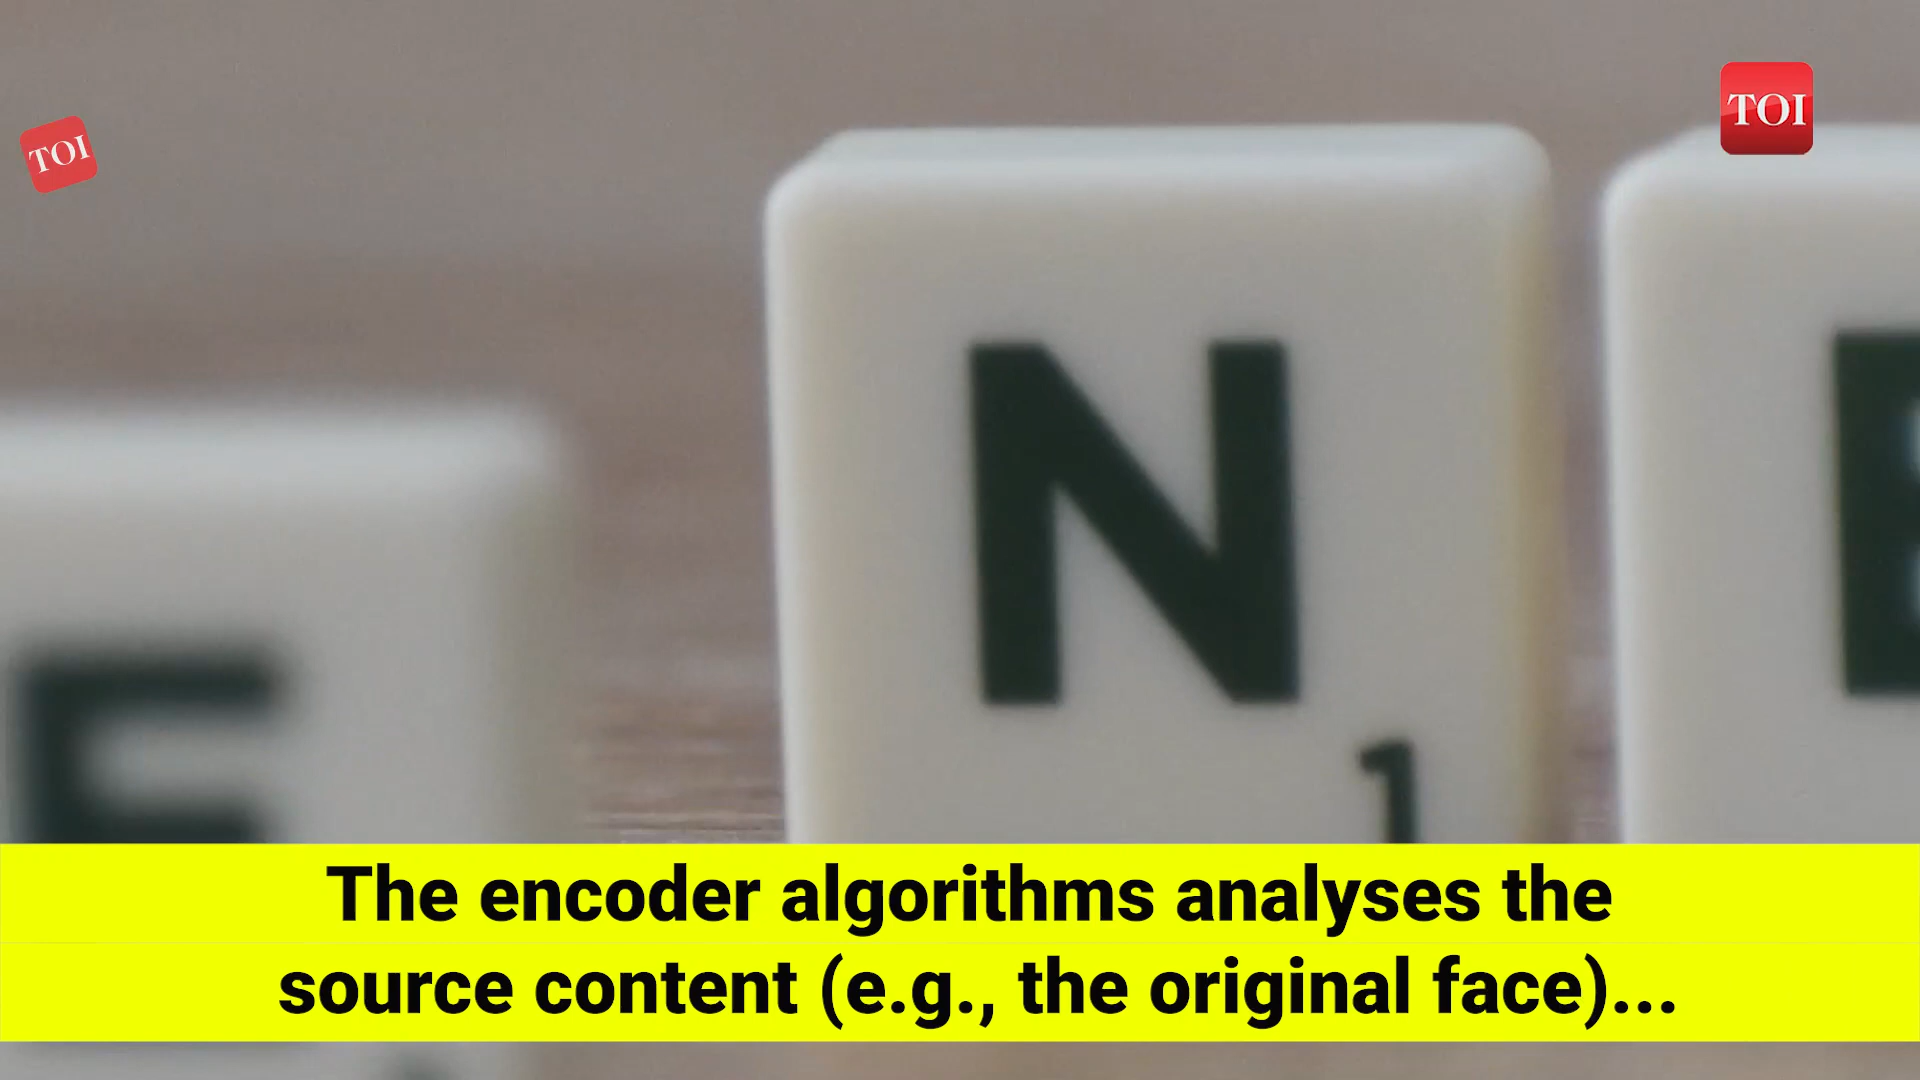 TOI
TOI
N
E
1
The encoder algorithms analyses the
source content (e.g., the original face)...